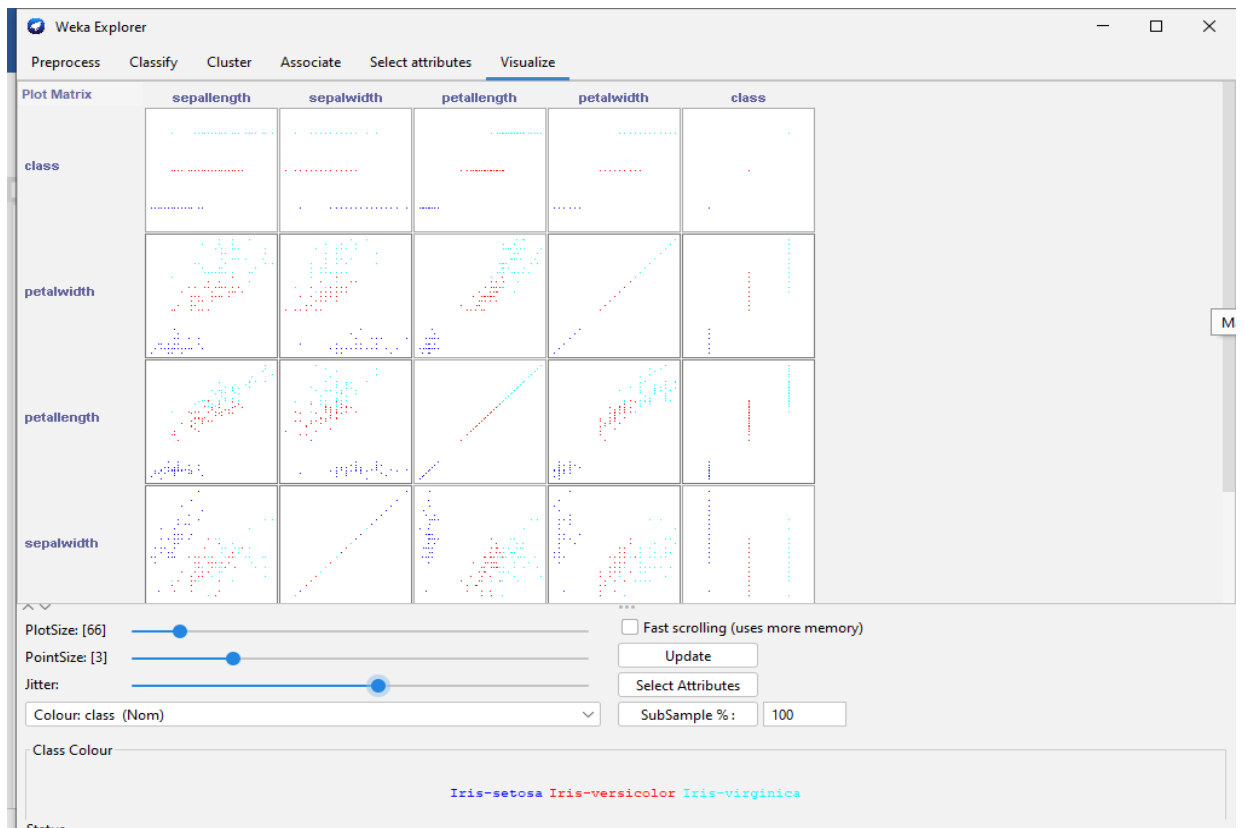 Weka Explorer
Preprocess Classify Cluster Associate Select attributes Visualize
Plot Matrix sepallength sepalwidth petallength petalwidth class
class
petalwidth
petallength
sepalwidth
PlotSize: [66]
Fast scrolling (uses more memory)
PointSize: [3]
Update
Jitter:
Select Attributes
Colour: class (Nom)
SubSample % : 100
Class Colour
Iris-setosa Iris-versicolor Iris-virginica